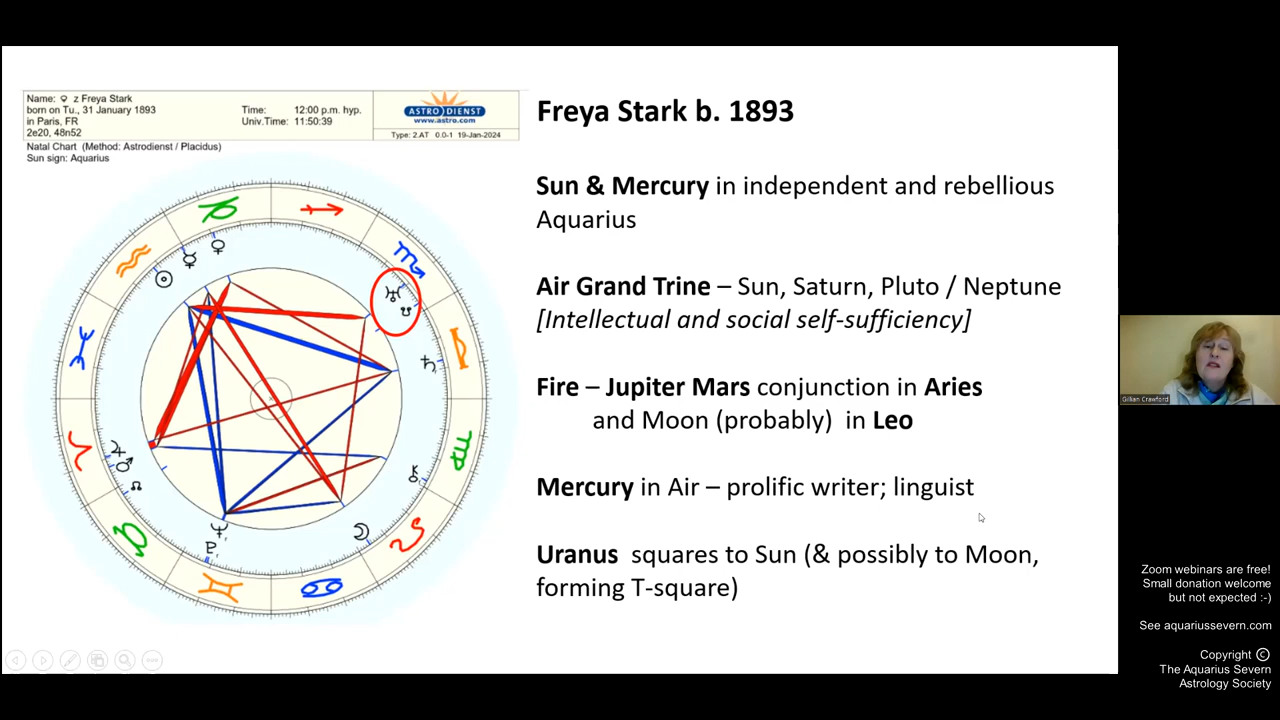 Name: ♀ z Freya Stark
born on Tu., 31 January 1893
in Paris, FR
2e20, 48n52
Time: 12:00 p.m. hyp.
Univ.Time: 11:50:39
ASTRO DIENST
www.astro.com
Type: 2.AT 0.0-1 19-Jan-2024
Natal Chart (Method: Astrodienst / Placidus)
Sun sign: Aquarius
Freya Stark b. 1893
Sun & Mercury in independent and rebellious
Aquarius
Air Grand Trine – Sun, Saturn, Pluto / Neptune
[Intellectual and social self-sufficiency]
Fire – Jupiter Mars conjunction in Aries
and Moon (probably) in Leo
Mercury in Air – prolific writer; linguist
Uranus squares to Sun (& possibly to Moon,
forming T-square)
Gillian Crawford
Zoom webinars are free!
Small donation welcome
but not expected :-)
See aquariussevern.com
Copyright ©
The Aquarius Severn
Astrology Society